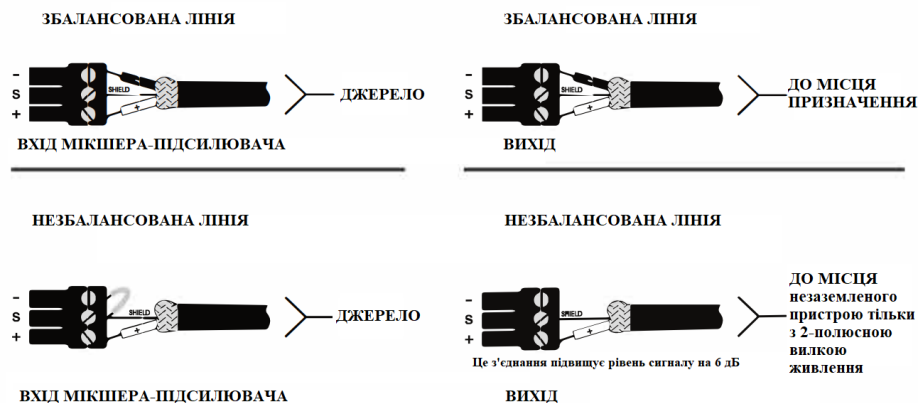 ЗБАЛАНСОВАНА ЛІНІЯ
-
S
+
SHIELD
+
ДЖЕРЕЛО
ВХІД МІКШЕРА-ПІДСИЛЮВАЧА
ЗБАЛАНСОВАНА ЛІНІЯ
-
S
+
SHIELD
+
ДО МІСЦЯ
ПРИЗНАЧЕННЯ
ВИХІД
НЕЗБАЛАНСОВАНА ЛІНІЯ
-
S
+
SHIELD
+
ДЖЕРЕЛО
ВХІД МІКШЕРА-ПІДСИЛЮВАЧА
НЕЗБАЛАНСОВАНА ЛІНІЯ
-
S
+
SHIELD
+
ДО МІСЦЯ
незаземленого
пристрою тільки
з 2-полюсною
вилкою
живлення
Це з'єднання підвищує рівень сигналу на 6 дБ
ВИХІД